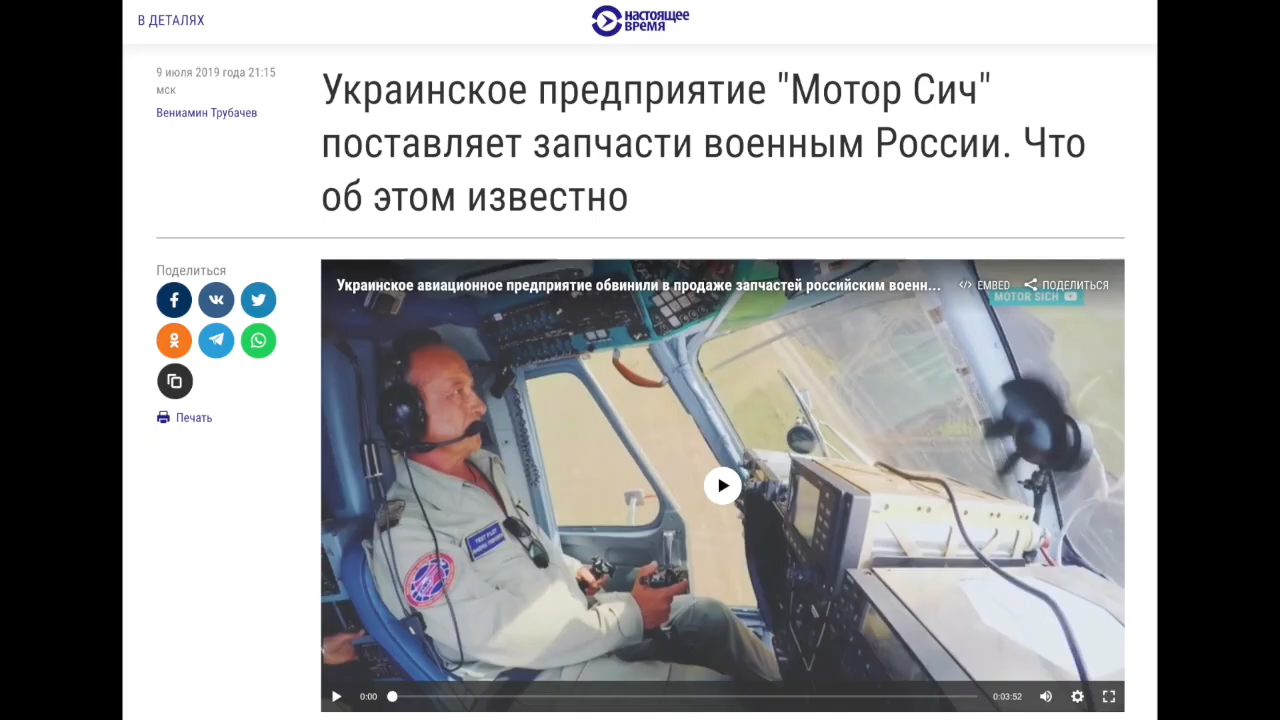 В ДЕТАЛЯХ
НАСТОЯЩЕЕ
ВРЕМЯ
9 июля 2019 года 21:15
мск
Вениамин Трубачев
Украинское предприятие "Мотор Сич"
поставляет запчасти военным России. Что
об этом известно
Поделиться
Печать
Украинское авиационное предприятие обвинили в продаже запчастей российским военн...
EMBED
ПОДЕЛИТЬСЯ
MOTOR SICH
TEST PILOT
0:00
0:03:52